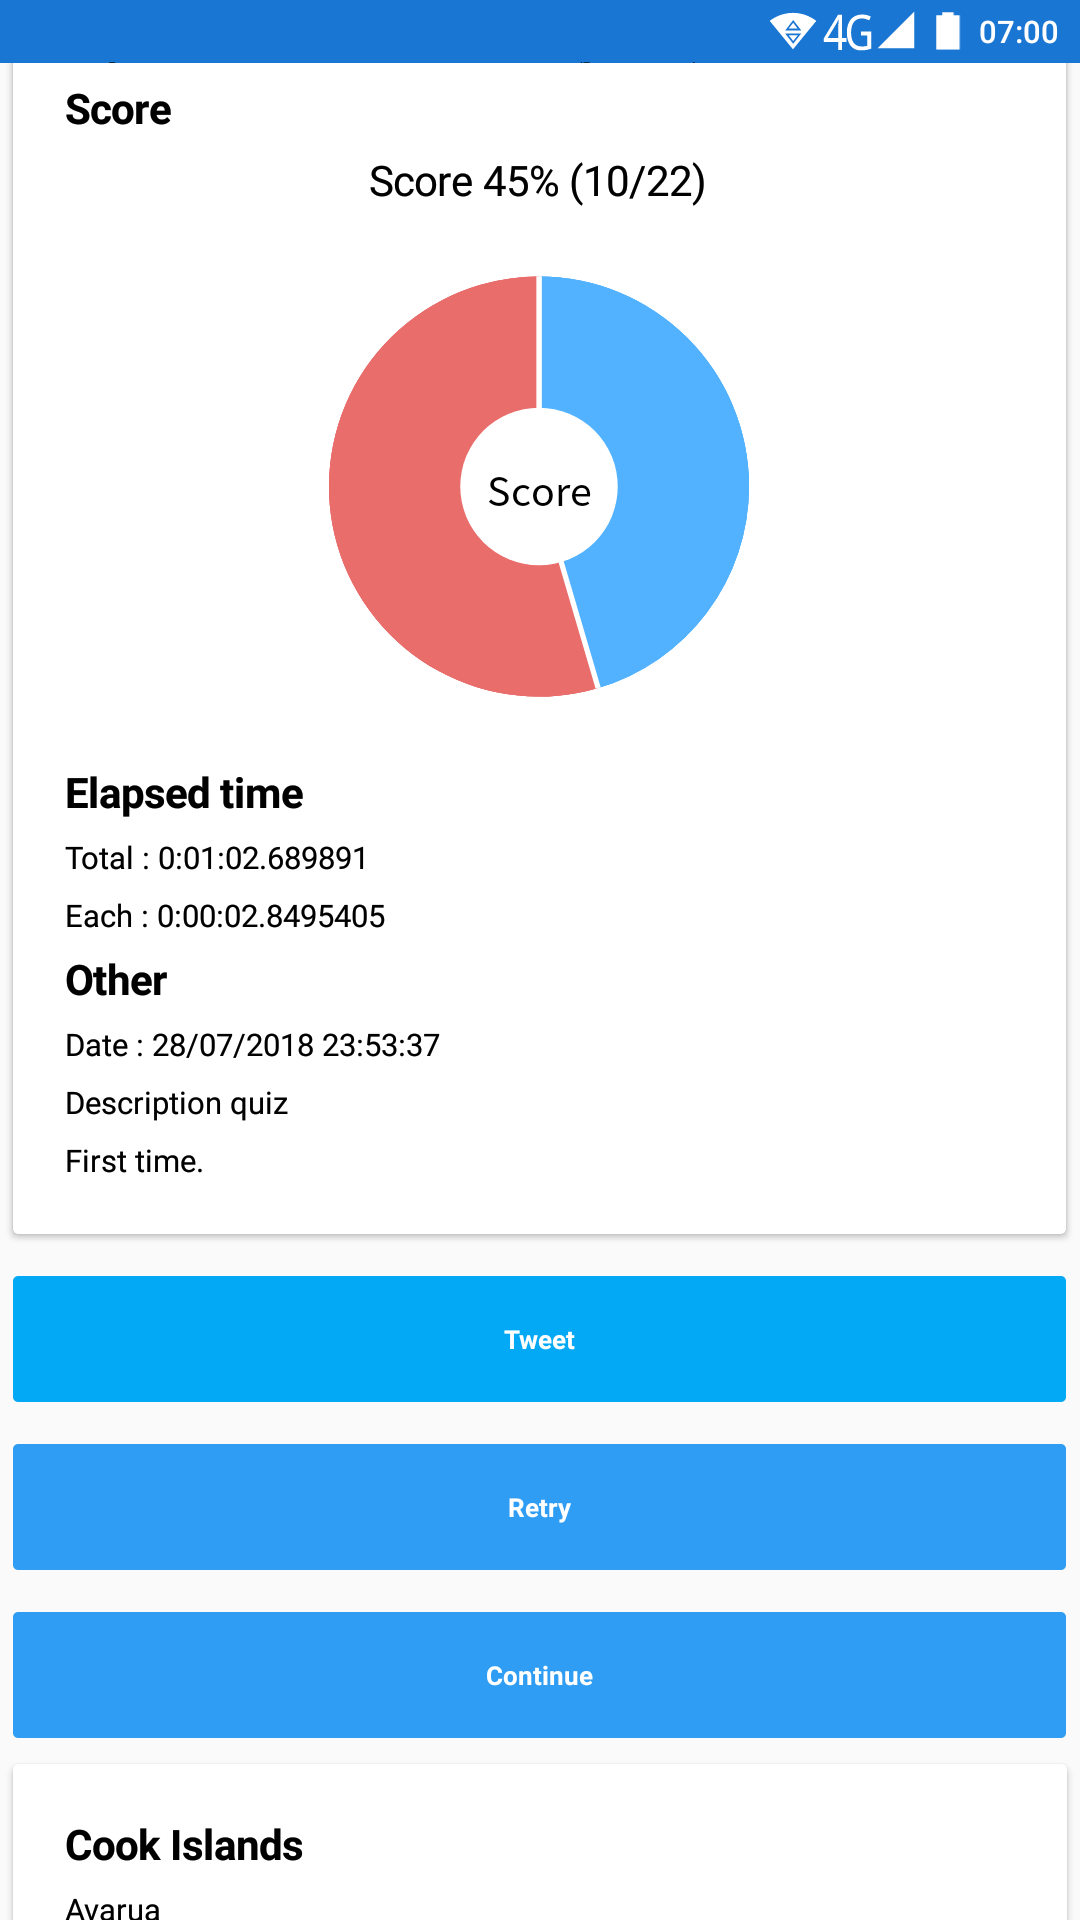 4G 07:00
Score
Score 45% (10/22)
Score
Elapsed time
Total : 0:01:02.689891
Each : 0:00:02.8495405
Other
Date : 28/07/2018 23:53:37
Description quiz
First time.
Tweet
Retry
Continue
Cook Islands
Avarua